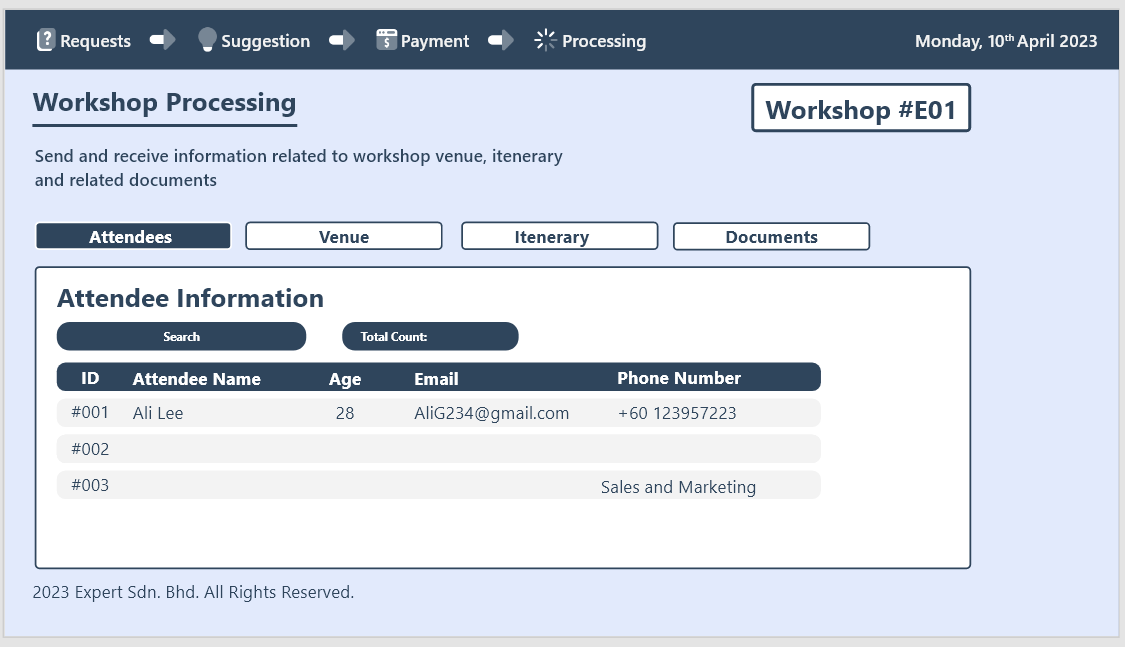 Requests Suggestion Payment Processing Monday, 10th April 2023
Workshop Processing
Workshop #E01
Send and receive information related to workshop venue, itenerary
and related documents
Attendees Venue Itenerary Documents
Attendee Information
Search Total Count:
ID Attendee Name Age Email Phone Number
#001 Ali Lee 28 AliG234@gmail.com +60 123957223
#002
#003 Sales and Marketing
2023 Expert Sdn. Bhd. All Rights Reserved.